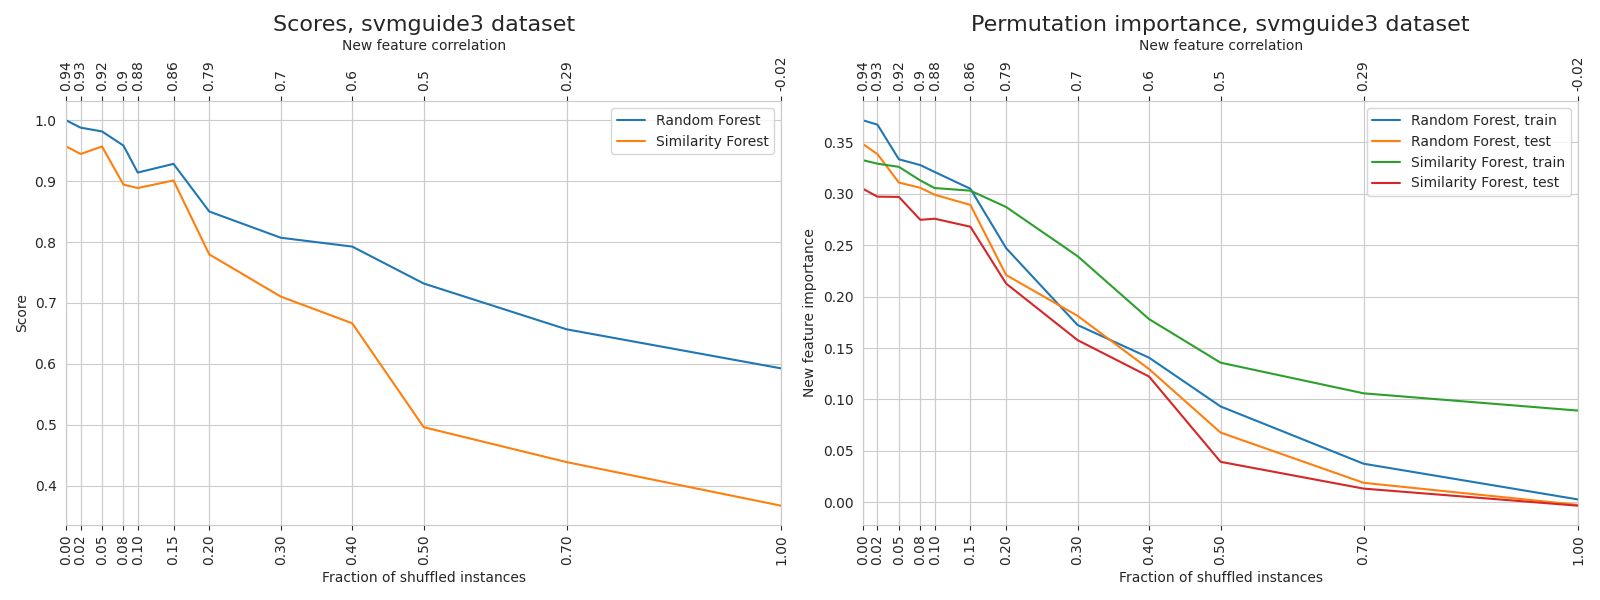 Scores, svmguide3 dataset
New feature correlation
0.94 0.93 0.92 0.9 0.88 0.86 0.79 0.7 0.6 0.5 0.29 -0.02
Random Forest
Similarity Forest
Score
1.0
0.9
0.8
0.7
0.6
0.5
0.4
0.00 0.02 0.05 0.08 0.10 0.15 0.20 0.30 0.40 0.50 0.70 1.00
Fraction of shuffled instances
Permutation importance, svmguide3 dataset
New feature correlation
0.94 0.93 0.92 0.9 0.88 0.86 0.79 0.7 0.6 0.5 0.29 -0.02
Random Forest, train
Random Forest, test
Similarity Forest, train
Similarity Forest, test
New feature importance
0.35
0.30
0.25
0.20
0.15
0.10
0.05
0.00
0.00 0.02 0.05 0.08 0.10 0.15 0.20 0.30 0.40 0.50 0.70 1.00
Fraction of shuffled instances